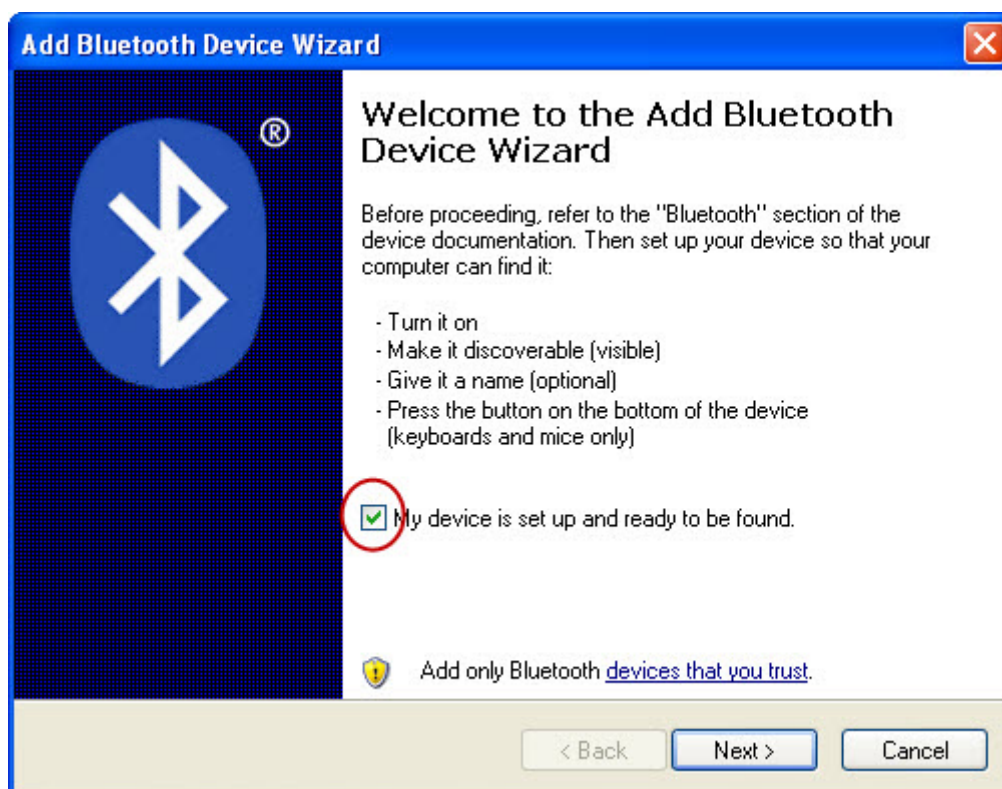 Add Bluetooth Device Wizard
®
Welcome to the Add Bluetooth
Device Wizard
Before proceeding, refer to the "Bluetooth" section of the
device documentation. Then set up your device so that your
computer can find it:
- Turn it on
- Make it discoverable (visible)
- Give it a name (optional)
- Press the button on the bottom of the device
(keyboards and mice only)
My device is set up and ready to be found.
Add only Bluetooth devices that you trust.
< Back Next > Cancel